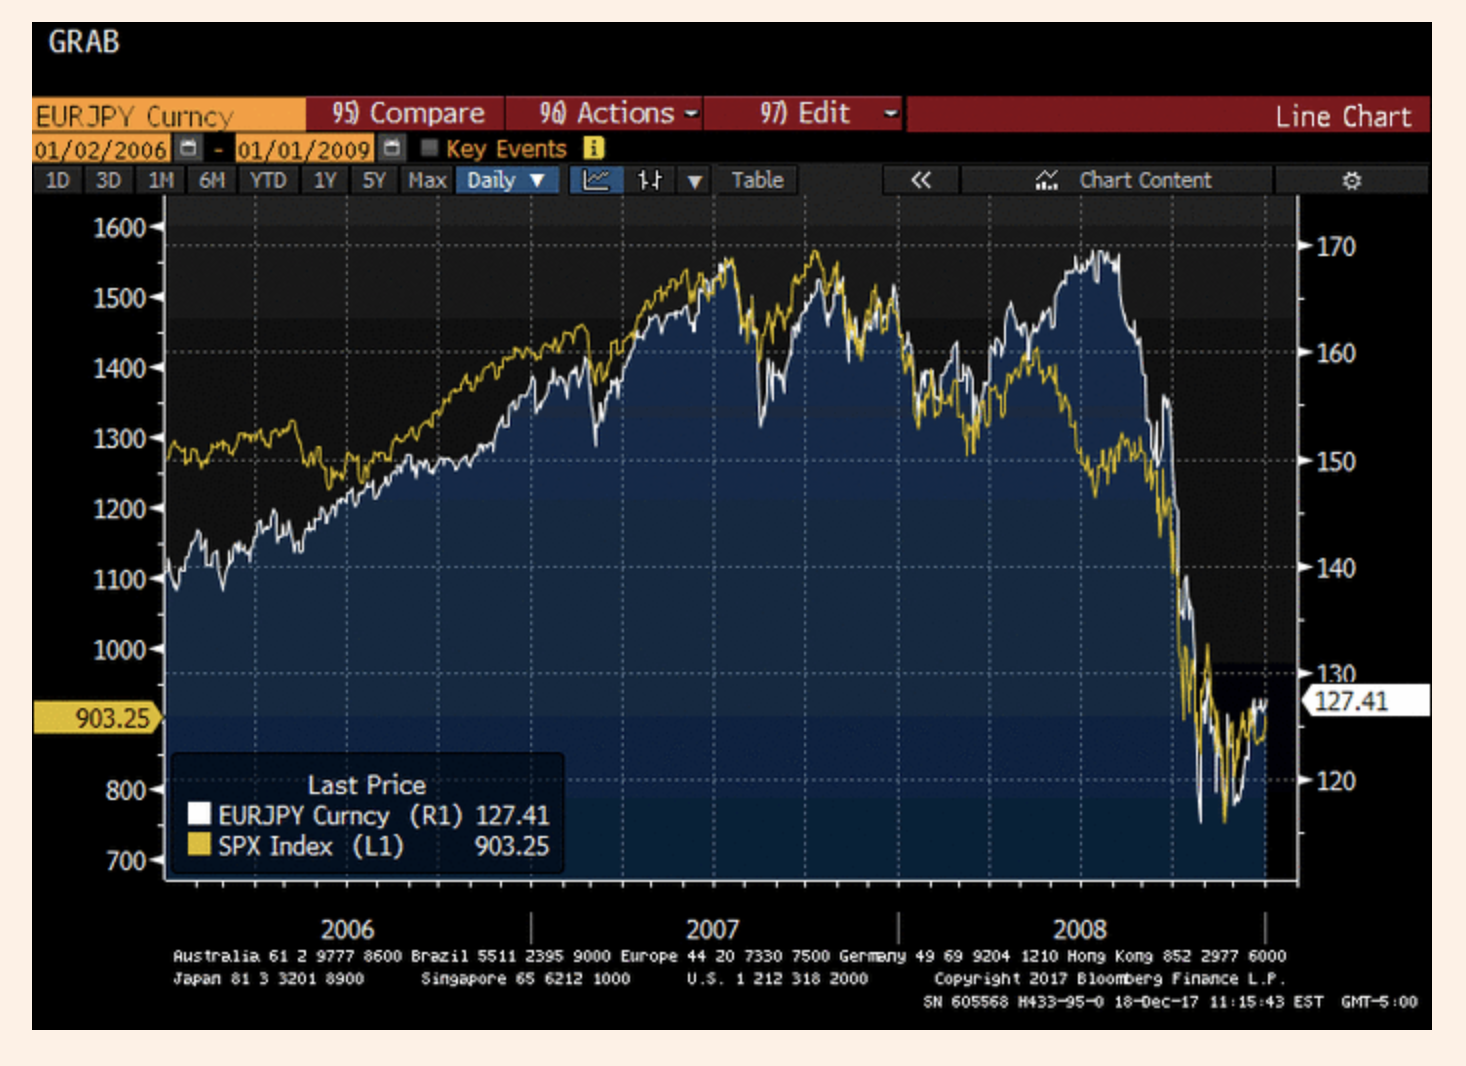 GRAB
EURJPY Curncy 95) Compare 96) Actions 97) Edit Line Chart
01/02/2006 - 01/01/2009 Key Events i
1D 3D 1M 6M YTD 1Y 5Y Max Daily ▼ ▼ Table « Chart Content
1600
1500
1400
1300
1200
1100
1000
903.25
800
700
170
160
150
140
130
127.41
120
Last Price
EURJPY Curncy (R1) 127.41
SPX Index (L1) 903.25
2006 2007 2008
Australia 61 2 9777 8600 Brazil 5511 2395 9000 Europe 44 20 7330 7500 Germany 49 69 9204 1210 Hong Kong 852 2977 6000
Japan 81 3 3201 8900 Singapore 65 6212 1000 U.S. 1 212 318 2000 Copyright 2017 Bloomberg Finance L.P.
SN 605568 H433-95-0 18-Dec-17 11:15:43 EST GMT-5:00